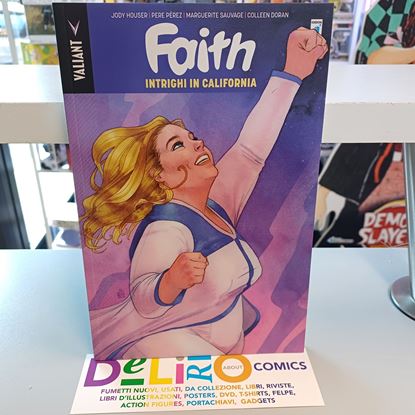 JODY HOUSER | PERE PÉREZ | MARGUERITE SAUVAGE | COLLEEN DORAN
VALIANT
Faith
INTRIGHI IN CALIFORNIA
DEMON
SLAYE
DELIRIO ABOUT COMICS
FUMETTI NUOVI, USATI, DA COLLEZIONE, LIBRI, RIVISTE,
LIBRI D'ILLUSTRAZIONI, POSTERS, DVD, T-SHIRTS, FELPE,
ACTION FIGURES, PORTACHIAVI, GADGETS